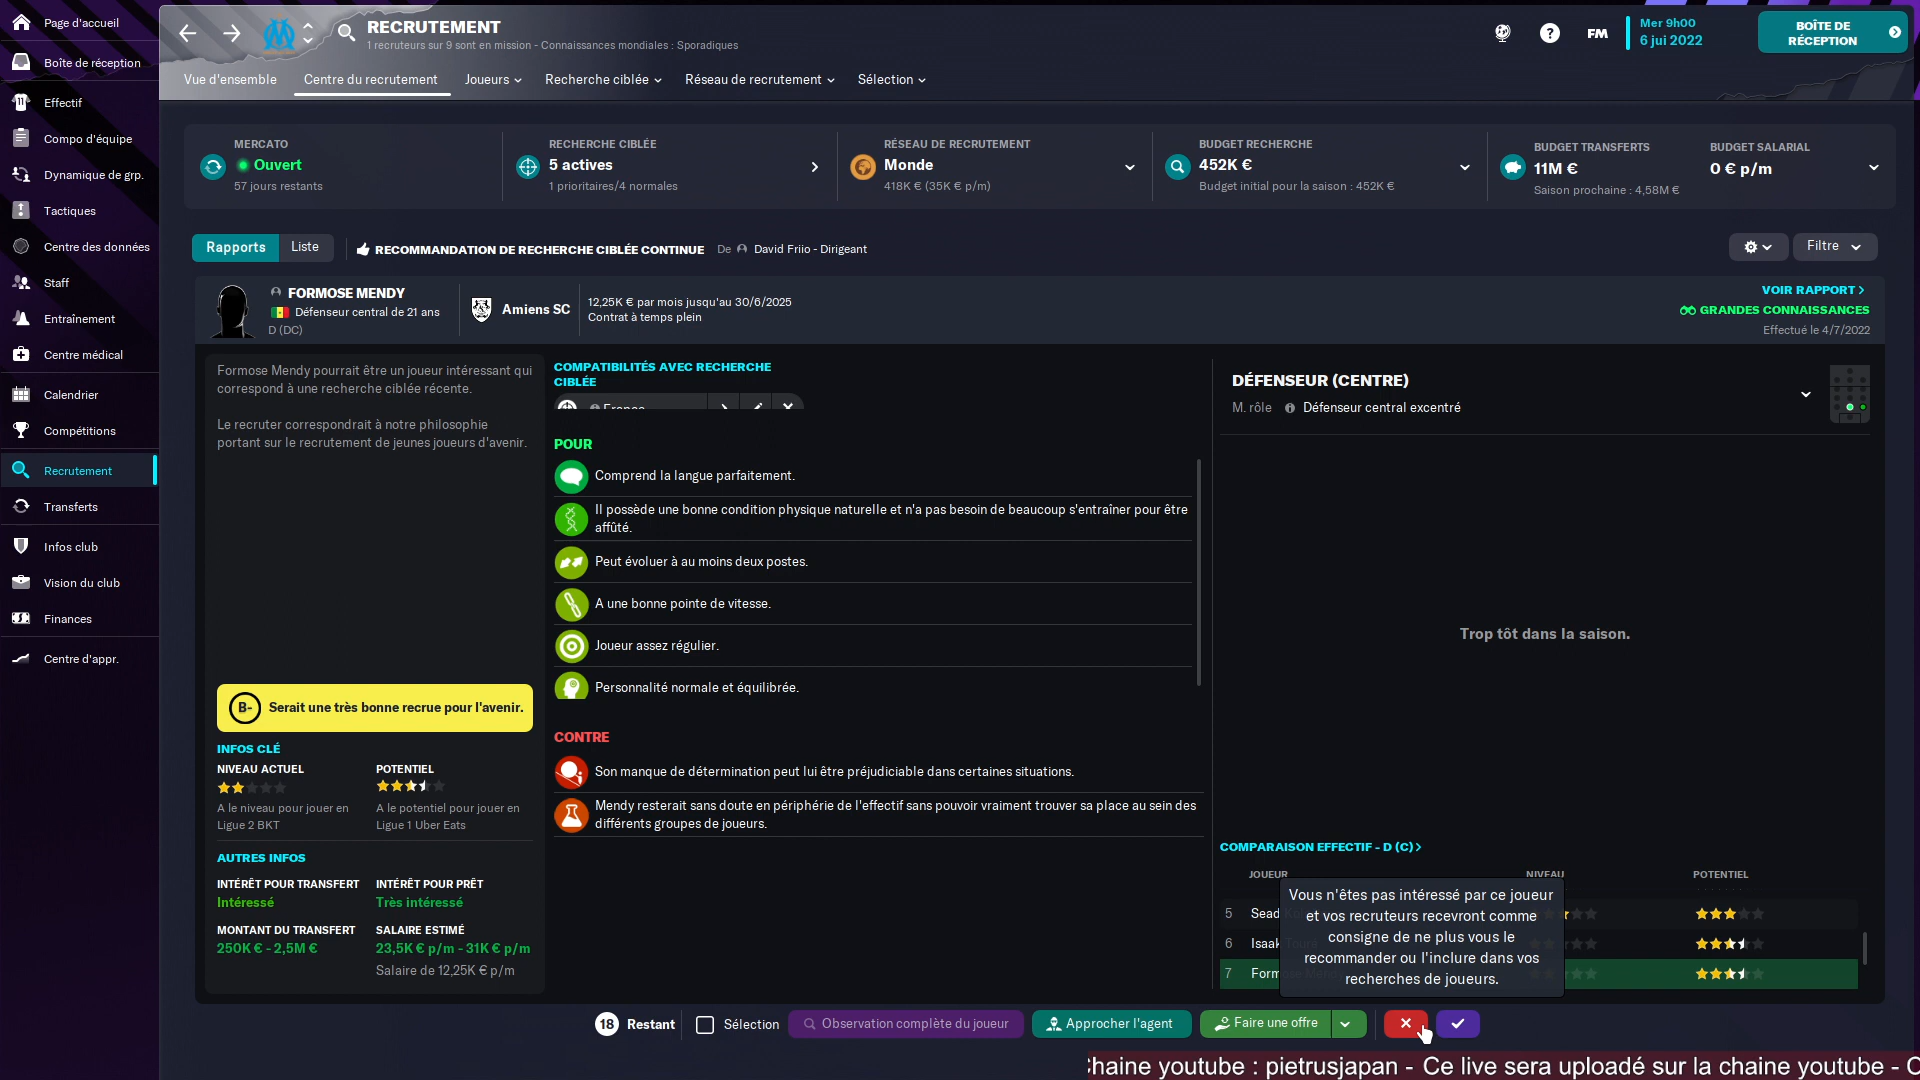 Page d'accueil
Boîte de réception
Effectif
Compo d'équipe
Dynamique de grp.
Tactiques
Centre des données
Staff
Entraînement
Centre médical
Calendrier
Compétitions
Recrutement
Transferts
Infos club
Vision du club
Finances
Centre d'appr.
RECRUTEMENT
1 recruteurs sur 9 sont en mission - Connaissances mondiales : Sporadiques
FM
Mer 9h00
6 jui 2022
BOÎTE DE
RÉCEPTION
Vue d'ensemble
Centre du recrutement
Joueurs
Recherche ciblée
Réseau de recrutement
Sélection
MERCATO
Ouvert
57 jours restants
RECHERCHE CIBLÉE
5 actives
1 prioritaires/4 normales
RÉSEAU DE RECRUTEMENT
Monde
418K € (35K € p/m)
BUDGET RECHERCHE
452K €
Budget initial pour la saison : 452K €
BUDGET TRANSFERTS
11M €
Saison prochaine : 4,58M €
BUDGET SALARIAL
0 € p/m
Rapports
Liste
RECOMMANDATION DE RECHERCHE CIBLÉE CONTINUE De David Friio - Dirigeant
Filtre
FORMOSE MENDY
Défenseur central de 21 ans
D (DC)
Amiens SC
12,25K € par mois jusqu'au 30/6/2025
Contrat à temps plein
VOIR RAPPORT >
GRANDES CONNAISSANCES
Effectué le 4/7/2022
Formose Mendy pourrait être un joueur intéressant qui
correspond à une recherche ciblée récente.
Le recruter correspondrait à notre philosophie
portant sur le recrutement de jeunes joueurs d'avenir.
B- Serait une très bonne recrue pour l'avenir.
INFOS CLÉ
NIVEAU ACTUEL
A le niveau pour jouer en
Ligue 2 BKT
POTENTIEL
A le potentiel pour jouer en
Ligue 1 Uber Eats
AUTRES INFOS
INTÉRÊT POUR TRANSFERT
Intéressé
INTÉRÊT POUR PRÊT
Très intéressé
MONTANT DU TRANSFERT
250K € - 2,5M €
SALAIRE ESTIMÉ
23,5K € p/m - 31K € p/m
Salaire de 12,25K € p/m
COMPATIBILITÉS AVEC RECHERCHE
CIBLÉE
France
POUR
Comprend la langue parfaitement.
Il possède une bonne condition physique naturelle et n'a pas besoin de beaucoup s'entraîner pour être
affûté.
Peut évoluer à au moins deux postes.
A une bonne pointe de vitesse.
Joueur assez régulier.
Personnalité normale et équilibrée.
CONTRE
Son manque de détermination peut lui être préjudiciable dans certaines situations.
Mendy resterait sans doute en périphérie de l'effectif sans pouvoir vraiment trouver sa place au sein des
différents groupes de joueurs.
DÉFENSEUR (CENTRE)
M. rôle Défenseur central excentré
Trop tôt dans la saison.
COMPARAISON EFFECTIF - D (C) >
JOUEUR NIVEAU POTENTIEL
5 Sead
6 Isaak
7 Form
Vous n'êtes pas intéressé par ce joueur
et vos recruteurs recevront comme
consigne de ne plus vous le
recommander ou l'inclure dans vos
recherches de joueurs.
18 Restant
Sélection
Observation complète du joueur
Approcher l'agent
Faire une offre
Chaine youtube : pietrusjapan - Ce live sera uploadé sur la chaine youtube - C